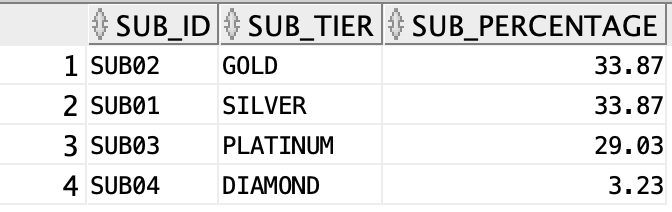 SUB_ID SUB_TIER SUB_PERCENTAGE
1 SUB02 GOLD 33.87
2 SUB01 SILVER 33.87
3 SUB03 PLATINUM 29.03
4 SUB04 DIAMOND 3.23